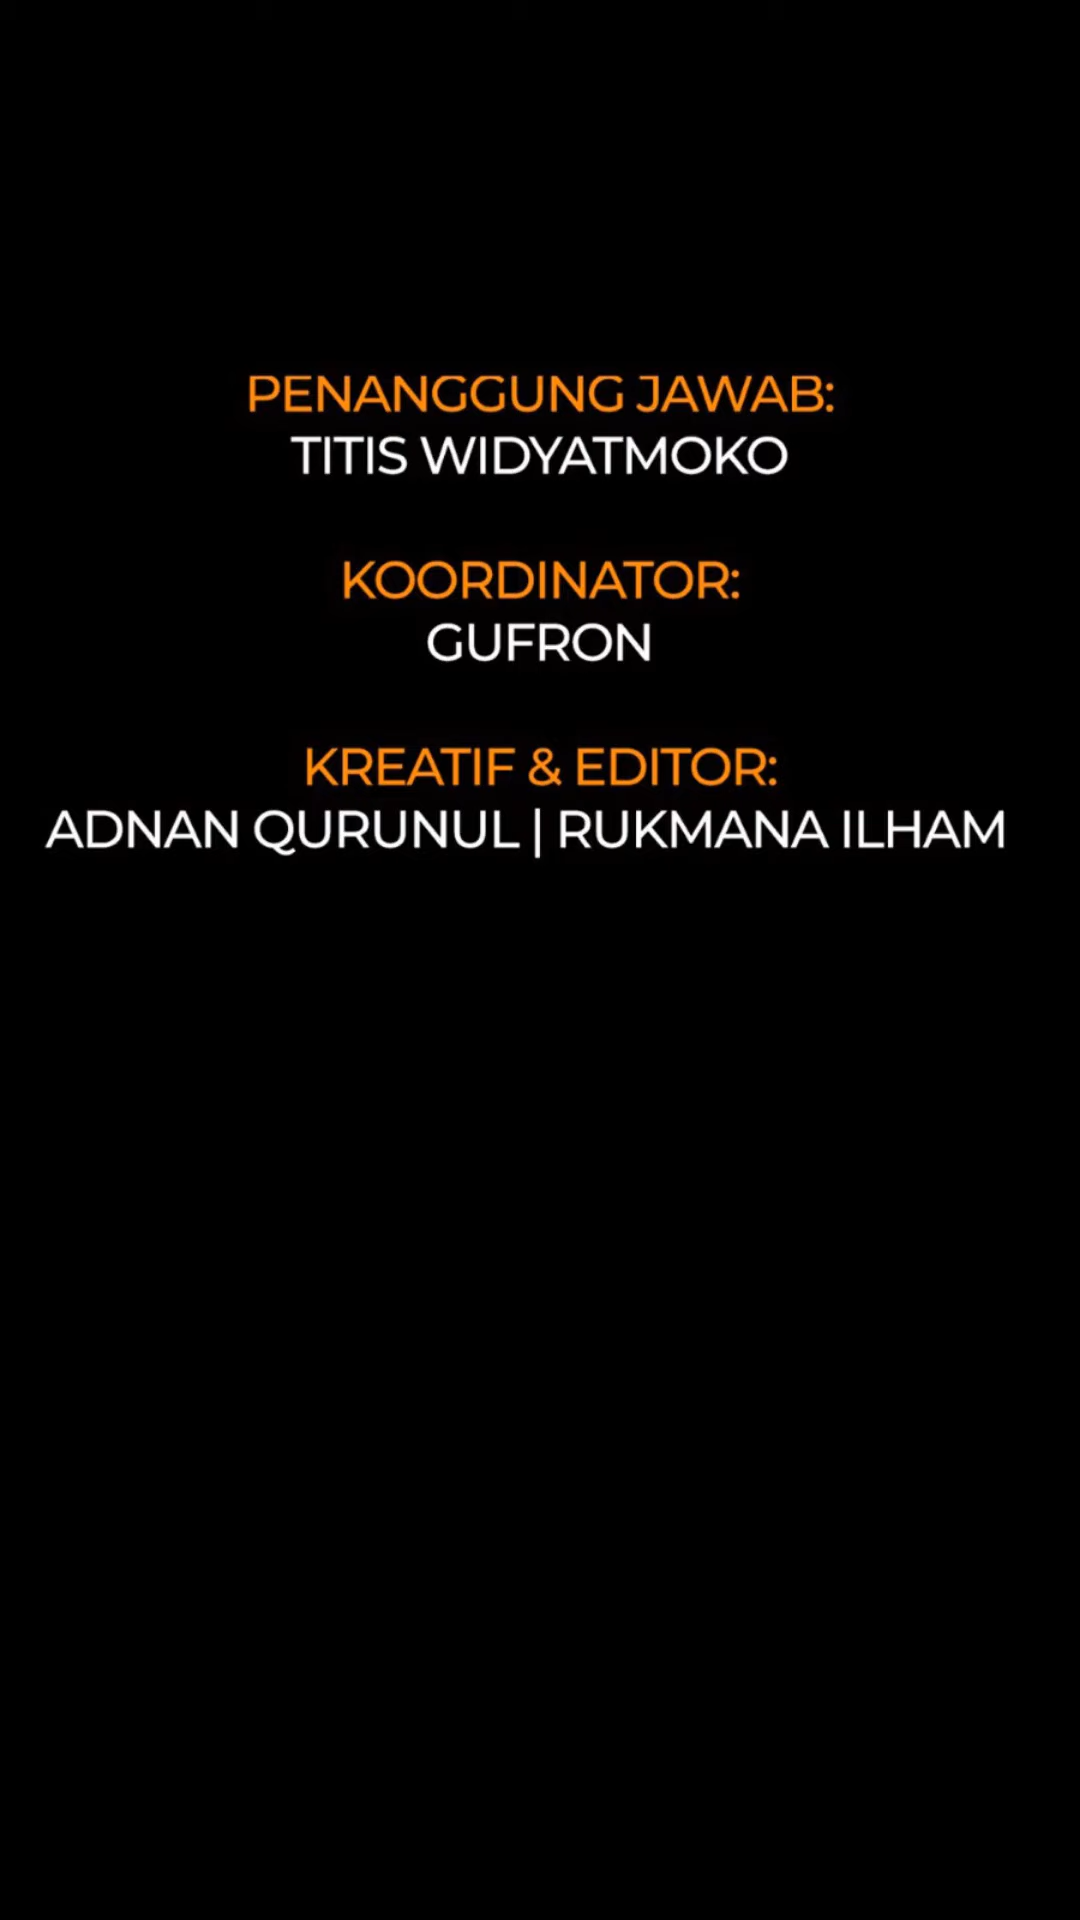 PENANGGUNG JAWAB:
TITIS WIDYATMOKO
KOORDINATOR:
GUFRON
KREATIF & EDITOR:
ADNAN QURUNUL | RUKMANA ILHAM